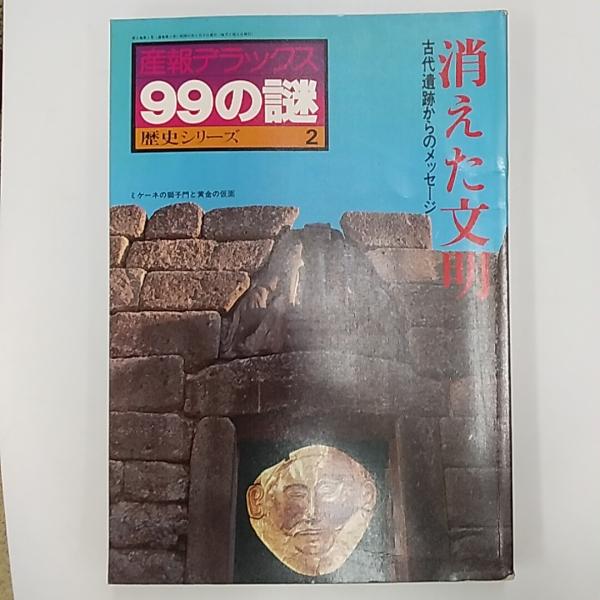 産報デラックス
99の謎
歴史シリーズ 2
消えた文明
古代遺跡からのメッセージ
ミケーネの獅子門と黄金の仮面